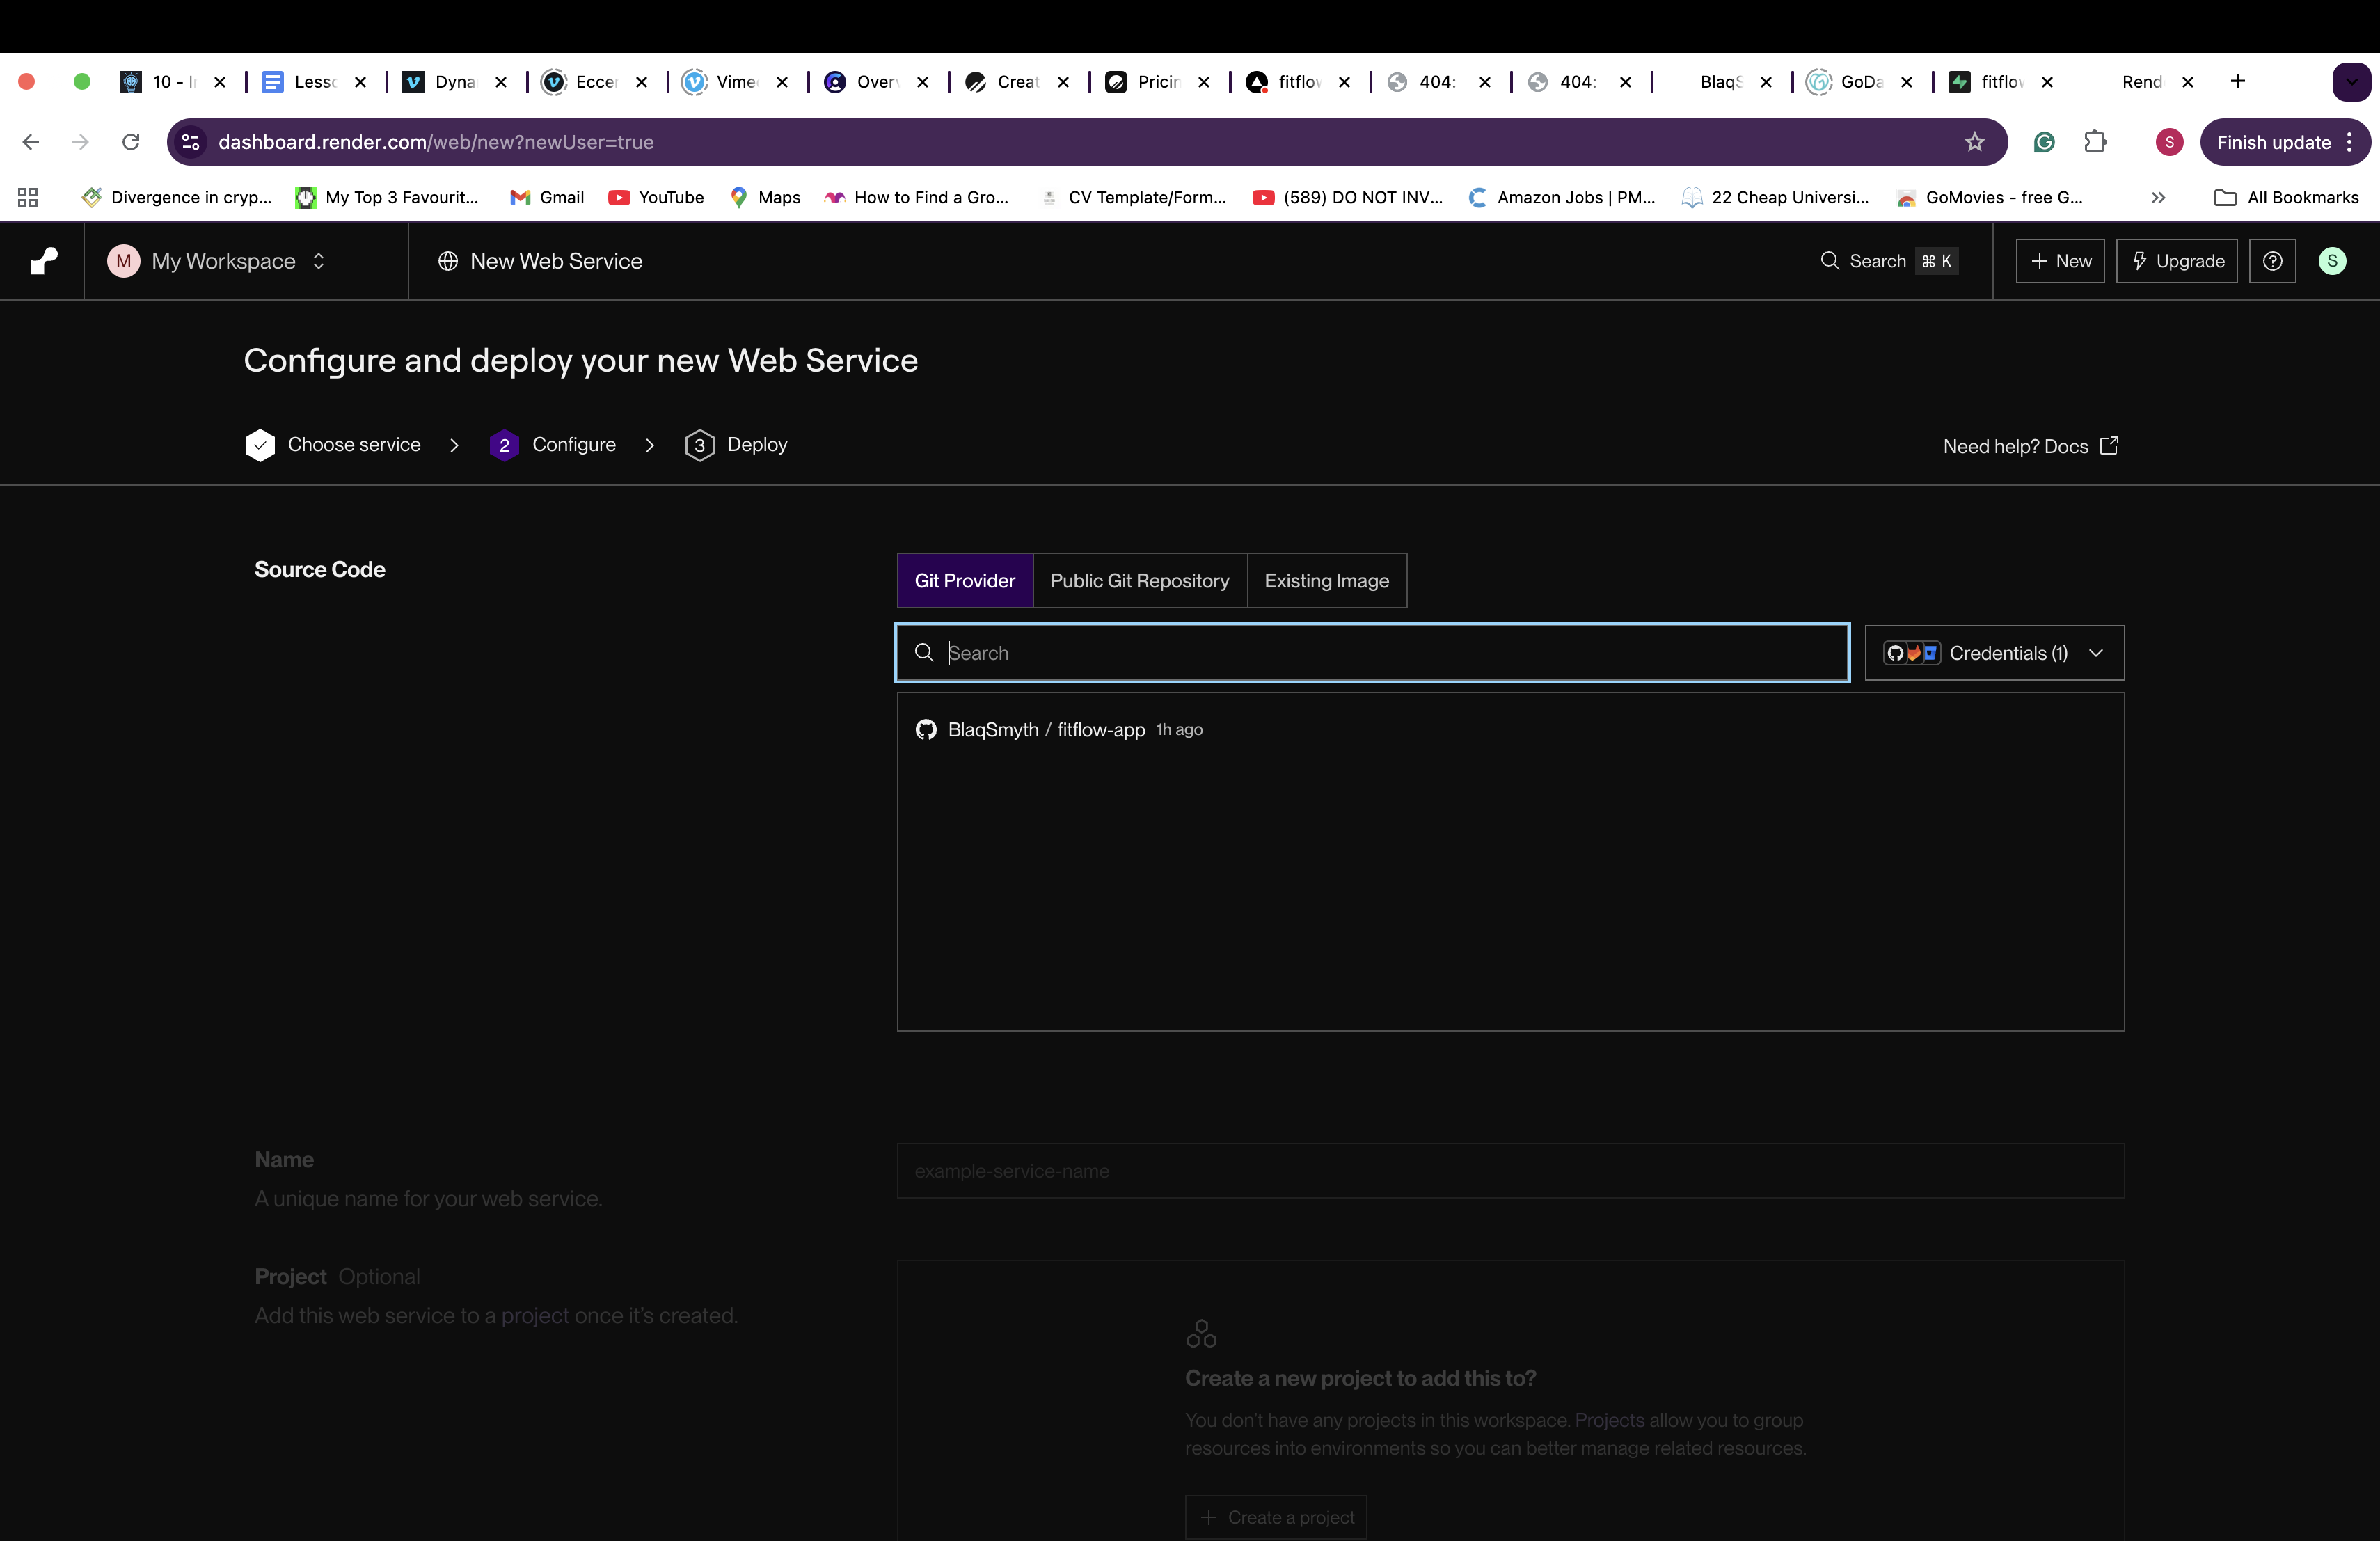 10 - I
Lesso
Dyna
Eccen
Vimeo
Over
Creat
Pricin
fitflow
404:
404:
BlaqS
GoDa
fitflow
Rend
dashboard.render.com/web/new?newUser=true
S
Finish update
Divergence in cryp...
My Top 3 Favourit...
Gmail
YouTube
Maps
How to Find a Gro...
CV Template/Form...
(589) DO NOT INV...
Amazon Jobs | PM...
22 Cheap Universi...
GoMovies - free G...
All Bookmarks
M My Workspace
New Web Service
Search ⌘ K
+ New
Upgrade
S
Configure and deploy your new Web Service
Choose service
2 Configure
3 Deploy
Need help? Docs
Source Code
Git Provider
Public Git Repository
Existing Image
Search
Credentials (1)
BlaqSmyth / fitflow-app 1h ago
Name
A unique name for your web service.
example-service-name
Project Optional
Add this web service to a project once it's created.
Create a new project to add this to?
You don't have any projects in this workspace. Projects allow you to group
resources into environments so you can better manage related resources.
+ Create a project